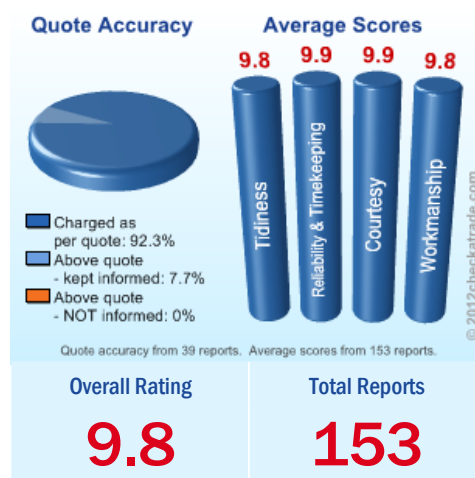 Quote Accuracy
Average Scores
9.8
9.9
9.9
9.8
Tidiness
Reliability & Timekeeping
Courtesy
Workmanship
Charged as
per quote: 92.3%
Above quote
- kept informed: 7.7%
Above quote
- NOT informed: 0%
© 2012checkatrade.com
Quote accuracy from 39 reports. Average scores from 153 reports.
Overall Rating
9.8
Total Reports
153